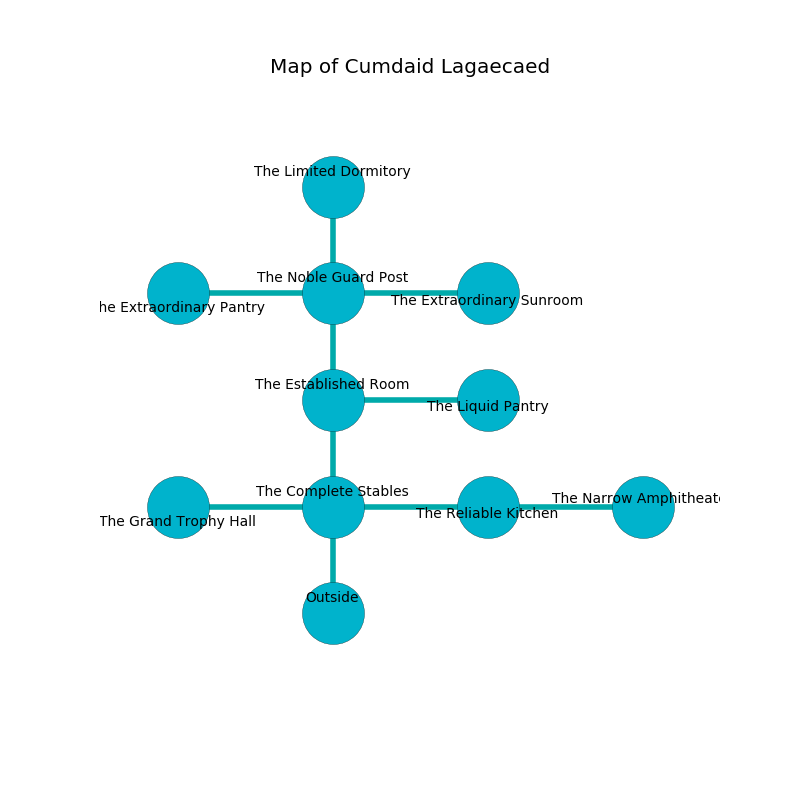 Map of Cumdaid Lagaecaed
The Limited Dormitory
The Noble Guard Post
The Extraordinary Sunroom
he Extraordinary Pantry
The Established Room
The Liquid Pantry
The Complete Stables
The Narrow Amphitheat
The Reliable Kitchen
The Grand Trophy Hall
Outside